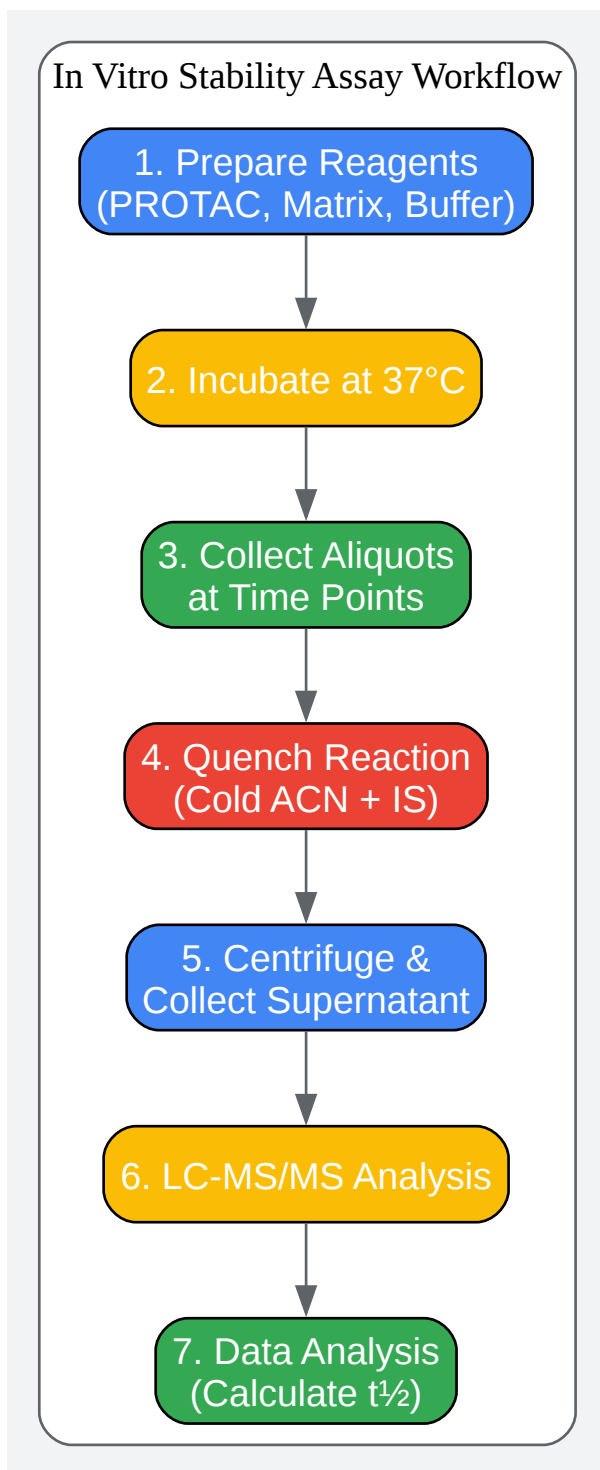 In Vitro Stability Assay Workflow
1. Prepare Reagents
(PROTAC, Matrix, Buffer)
2. Incubate at 37°C
3. Collect Aliquots
at Time Points
4. Quench Reaction
(Cold ACN + IS)
5. Centrifuge &
Collect Supernatant
6. LC-MS/MS Analysis
7. Data Analysis
(Calculate t½)